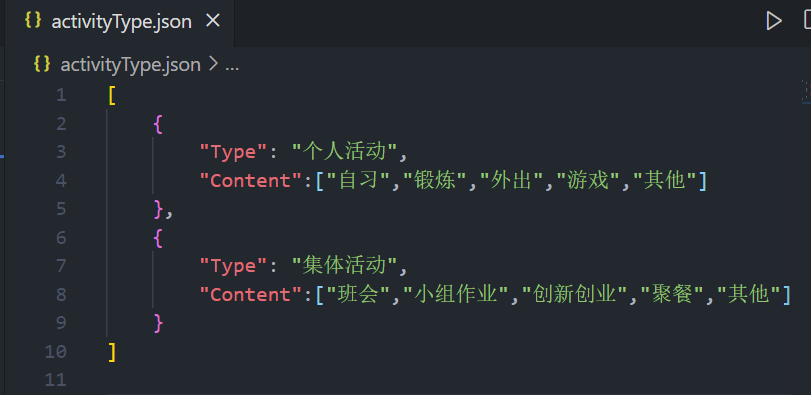 {} activityType.json ×
{} activityType.json > ...
1 [
2 {
3 "Type": "个人活动",
4 "Content":["自习","锻炼","外出","游戏","其他"]
5 },
6 {
7 "Type": "集体活动",
8 "Content":["班会","小组作业","创新创业","聚餐","其他"]
9 }
10 ]
11